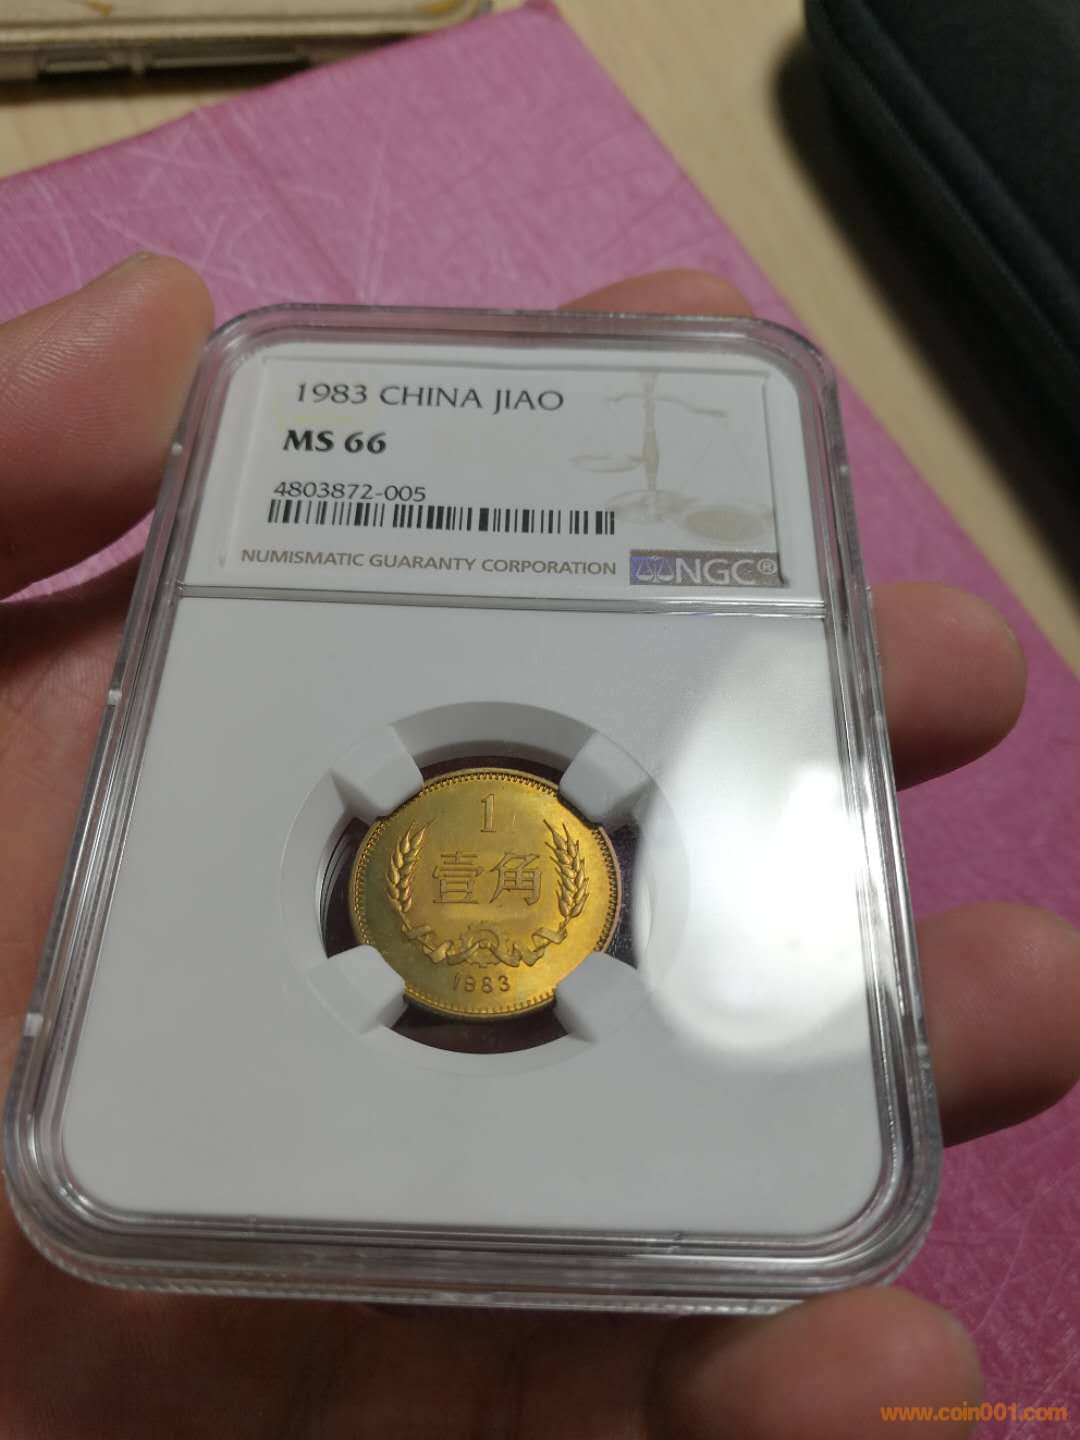 1983 CHINA JIAO
MS 66
4803872-005
NUMISMATIC GUARANTY CORPORATION NGC®
1
壹角
1983
www.coin001.com